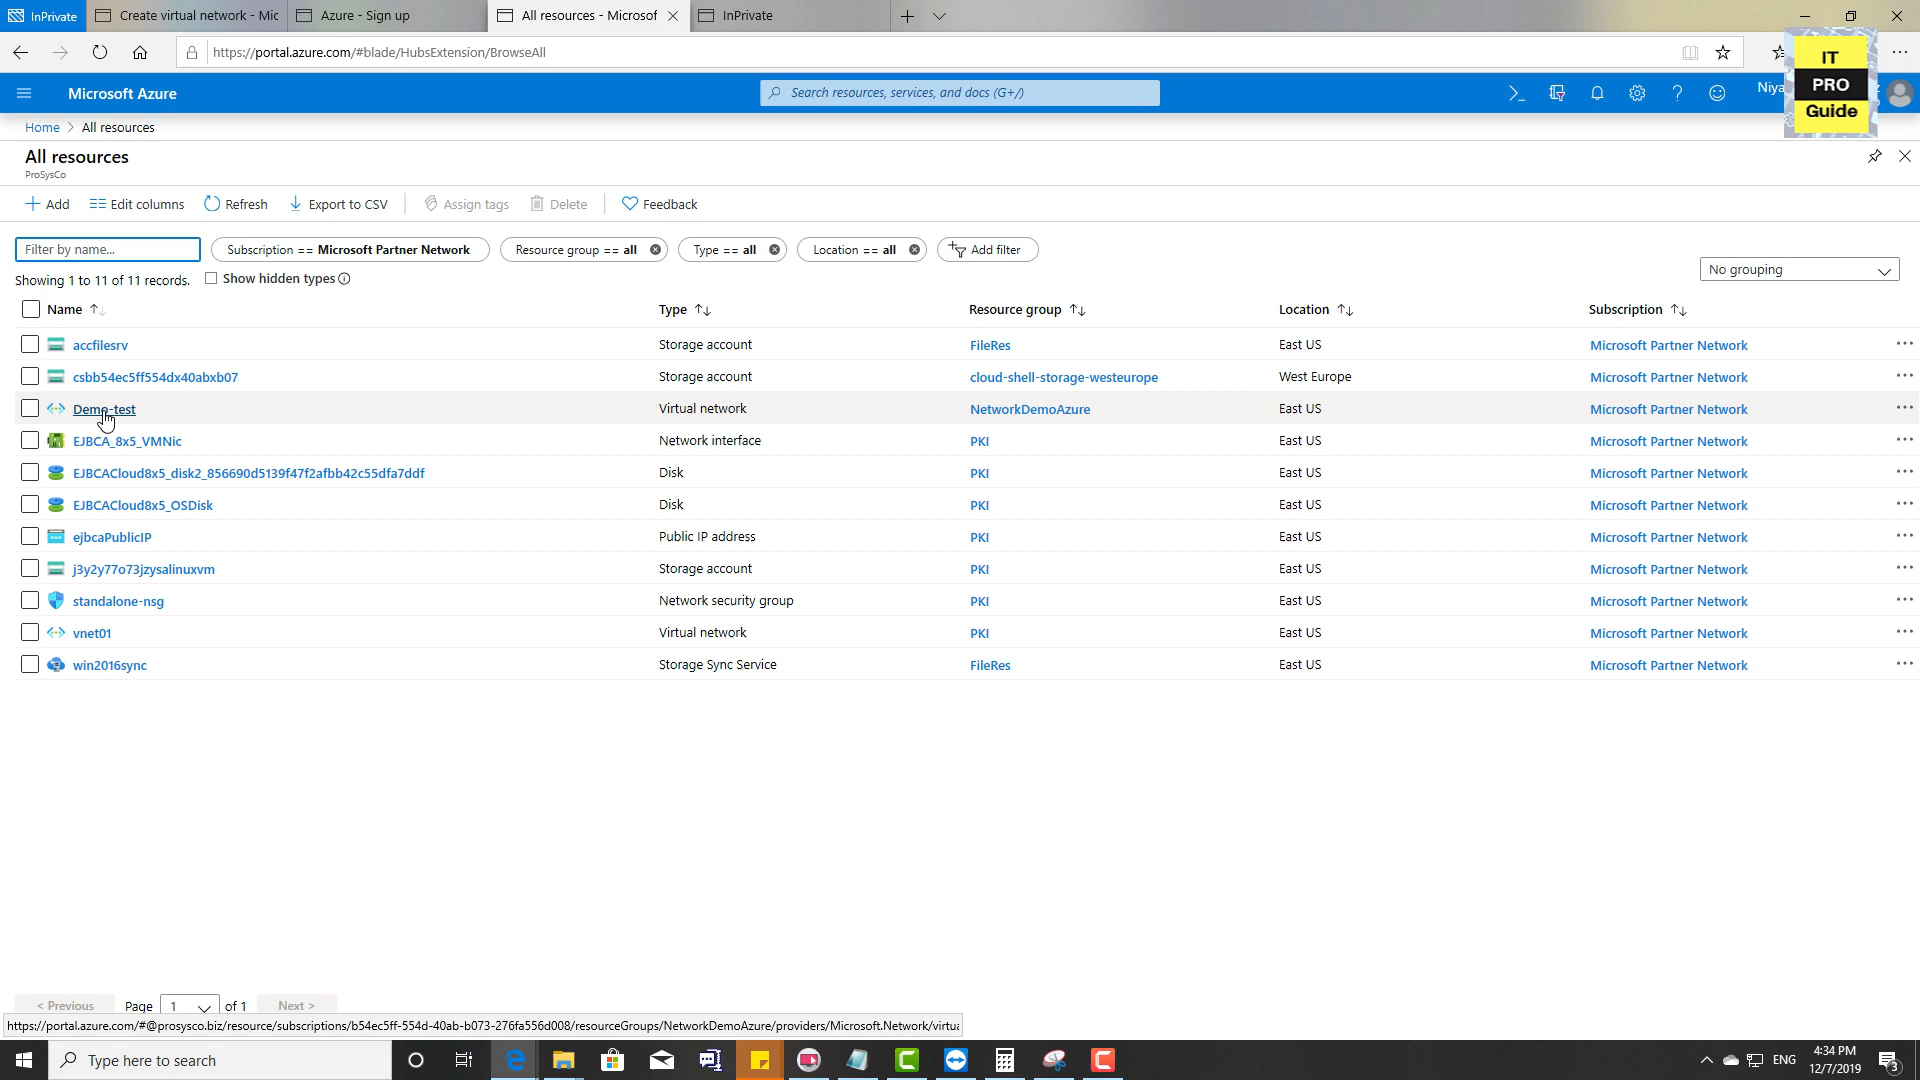 InPrivate
Create virtual network - Mic
Azure - Sign up
All resources - Microsof
InPrivate
https://portal.azure.com/#blade/HubsExtension/BrowseAll
Microsoft Azure
Search resources, services, and docs (G+/)
Niya
IT
PRO
Guide
Home > All resources
All resources
ProSysCo
Add
Edit columns
Refresh
Export to CSV
Assign tags
Delete
Feedback
Filter by name...
Subscription == Microsoft Partner Network
Resource group == all
Type == all
Location == all
Add filter
Showing 1 to 11 of 11 records.
Show hidden types
No grouping
Name Type Resource group Location Subscription
accfilesrv Storage account FileRes East US Microsoft Partner Network
csbb54ec5ff554dx40abxb07 Storage account cloud-shell-storage-westeurope West Europe Microsoft Partner Network
Demo-test Virtual network NetworkDemoAzure East US Microsoft Partner Network
EJBCA_8x5_VMNic Network interface PKI East US Microsoft Partner Network
EJBCACloud8x5_disk2_856690d5139f47f2afbb42c55dfa7ddf Disk PKI East US Microsoft Partner Network
EJBCACloud8x5_OSDisk Disk PKI East US Microsoft Partner Network
ejbcaPublicIP Public IP address PKI East US Microsoft Partner Network
j3y2y77o73jzysalinuxvm Storage account PKI East US Microsoft Partner Network
standalone-nsg Network security group PKI East US Microsoft Partner Network
vnet01 Virtual network PKI East US Microsoft Partner Network
win2016sync Storage Sync Service FileRes East US Microsoft Partner Network
< Previous Page 1 of 1 Next >
https://portal.azure.com/#@prosysco.biz/resource/subscriptions/b54ec5ff-554d-40ab-b073-276fa556d008/resourceGroups/NetworkDemoAzure/providers/Microsoft.Network/virtua
Type here to search
ENG
4:34 PM
12/7/2019
3